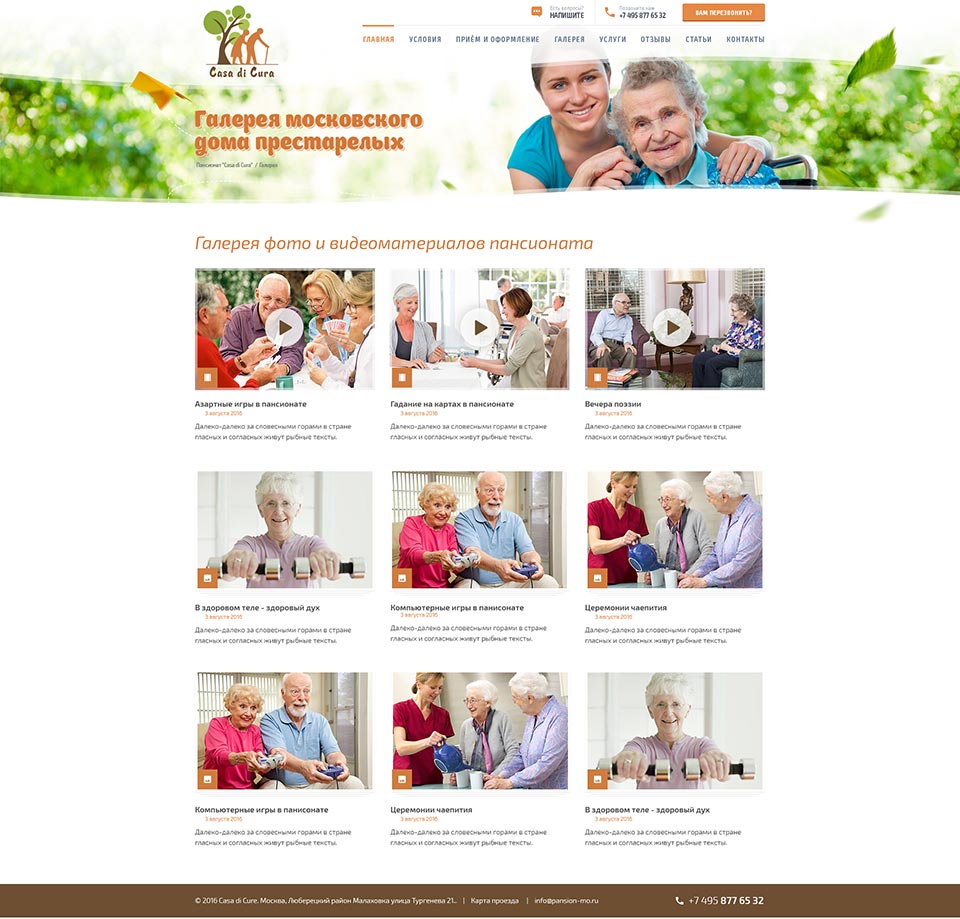 Есть вопросы?
НАПИШИТЕ
Позвоните нам
+7 495 877 65 32
ВАМ ПЕРЕЗВОНИТЬ?
Casa di Cura
ГЛАВНАЯ УСЛОВИЯ ПРИЁМ И ОФОРМЛЕНИЕ ГАЛЕРЕЯ УСЛУГИ ОТЗЫВЫ СТАТЬИ КОНТАКТЫ
Галерея московского
дома престарелых
Пансионат "Casa di Cura" / Галерея
Галерея фото и видеоматериалов пансионата
Азартные игры в пансионате
3 августа 2016
Далеко-далеко за словесными горами в стране
гласных и согласных живут рыбные тексты.
Гадание на картах в пансионате
3 августа 2016
Далеко-далеко за словесными горами в стране
гласных и согласных живут рыбные тексты.
Вечера поэзии
3 августа 2016
Далеко-далеко за словесными горами в стране
гласных и согласных живут рыбные тексты.
В здоровом теле - здоровый дух
3 августа 2016
Далеко-далеко за словесными горами в стране
гласных и согласных живут рыбные тексты.
Компьютерные игры в панисонате
3 августа 2016
Далеко-далеко за словесными горами в стране
гласных и согласных живут рыбные тексты.
Церемонии чаепития
3 августа 2016
Далеко-далеко за словесными горами в стране
гласных и согласных живут рыбные тексты.
Компьютерные игры в панисонате
3 августа 2016
Далеко-далеко за словесными горами в стране
гласных и согласных живут рыбные тексты.
Церемонии чаепития
3 августа 2016
Далеко-далеко за словесными горами в стране
гласных и согласных живут рыбные тексты.
В здоровом теле - здоровый дух
3 августа 2016
Далеко-далеко за словесными горами в стране
гласных и согласных живут рыбные тексты.
© 2016 Casa di Cure. Москва, Люберецкий район Малаховка улица Тургенева 21.. | Карта проезда | info@pansion-mo.ru +7 495 877 65 32